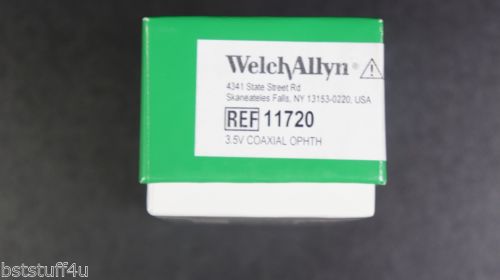 WelchAllyn®
4341 State Street Rd
Skaneateles Falls, NY 13153-0220, USA
REF 11720
3.5V COAXIAL OPHTH
bststuff4u